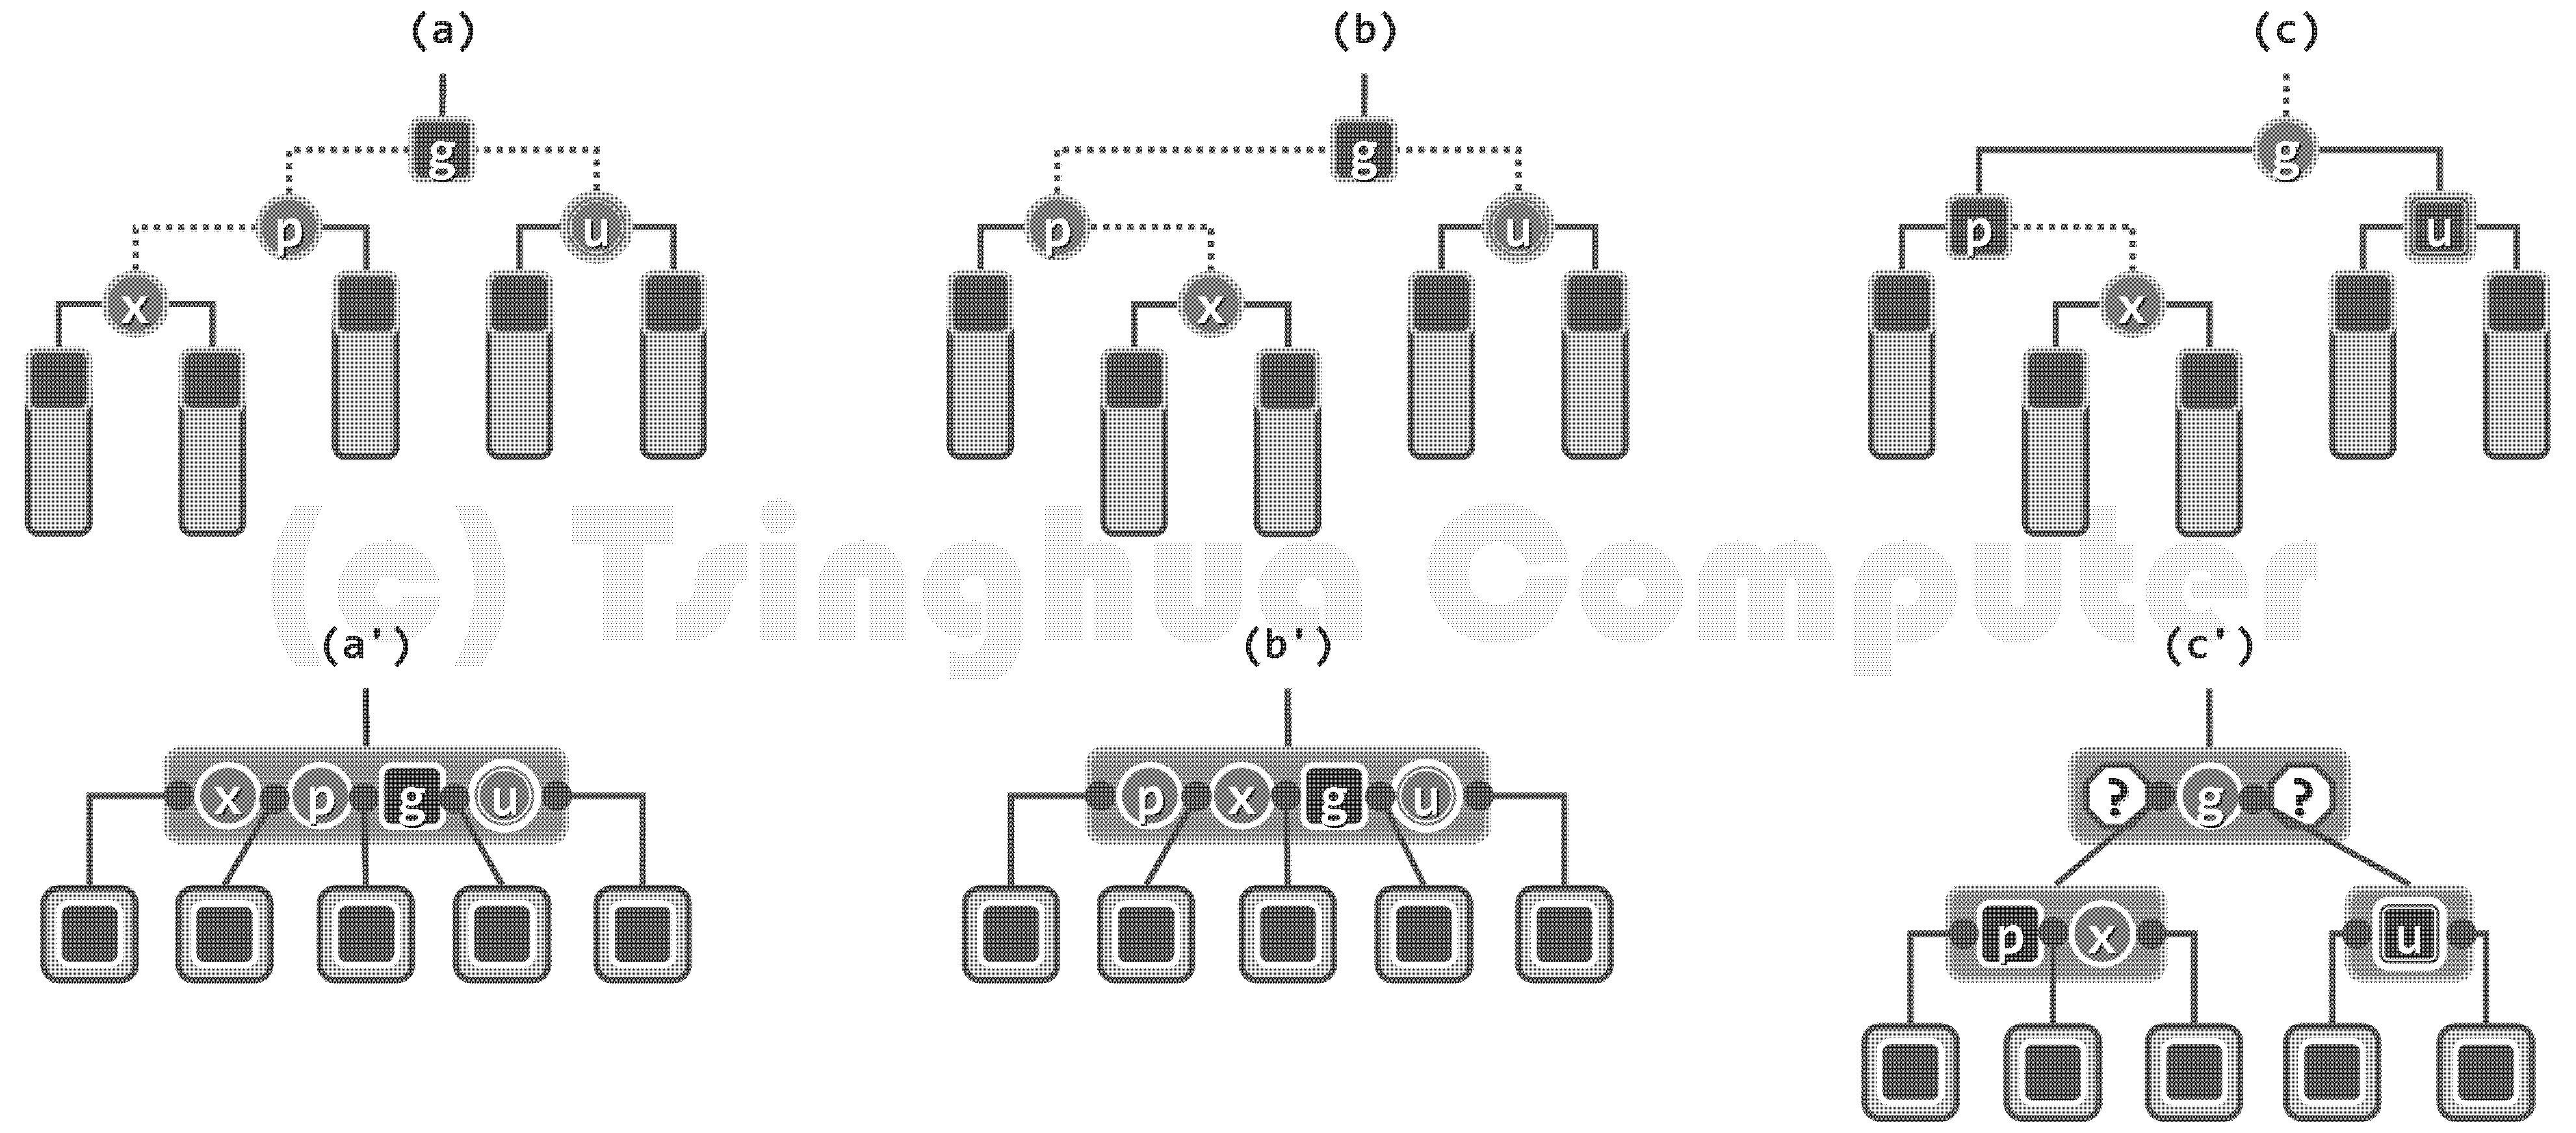 (a) (b) (c)
g g g
p u p u p u
x x x
(c) Tsinghua Computer
(a') (b') (c')
x p g u p x g u ? g ?
p x u